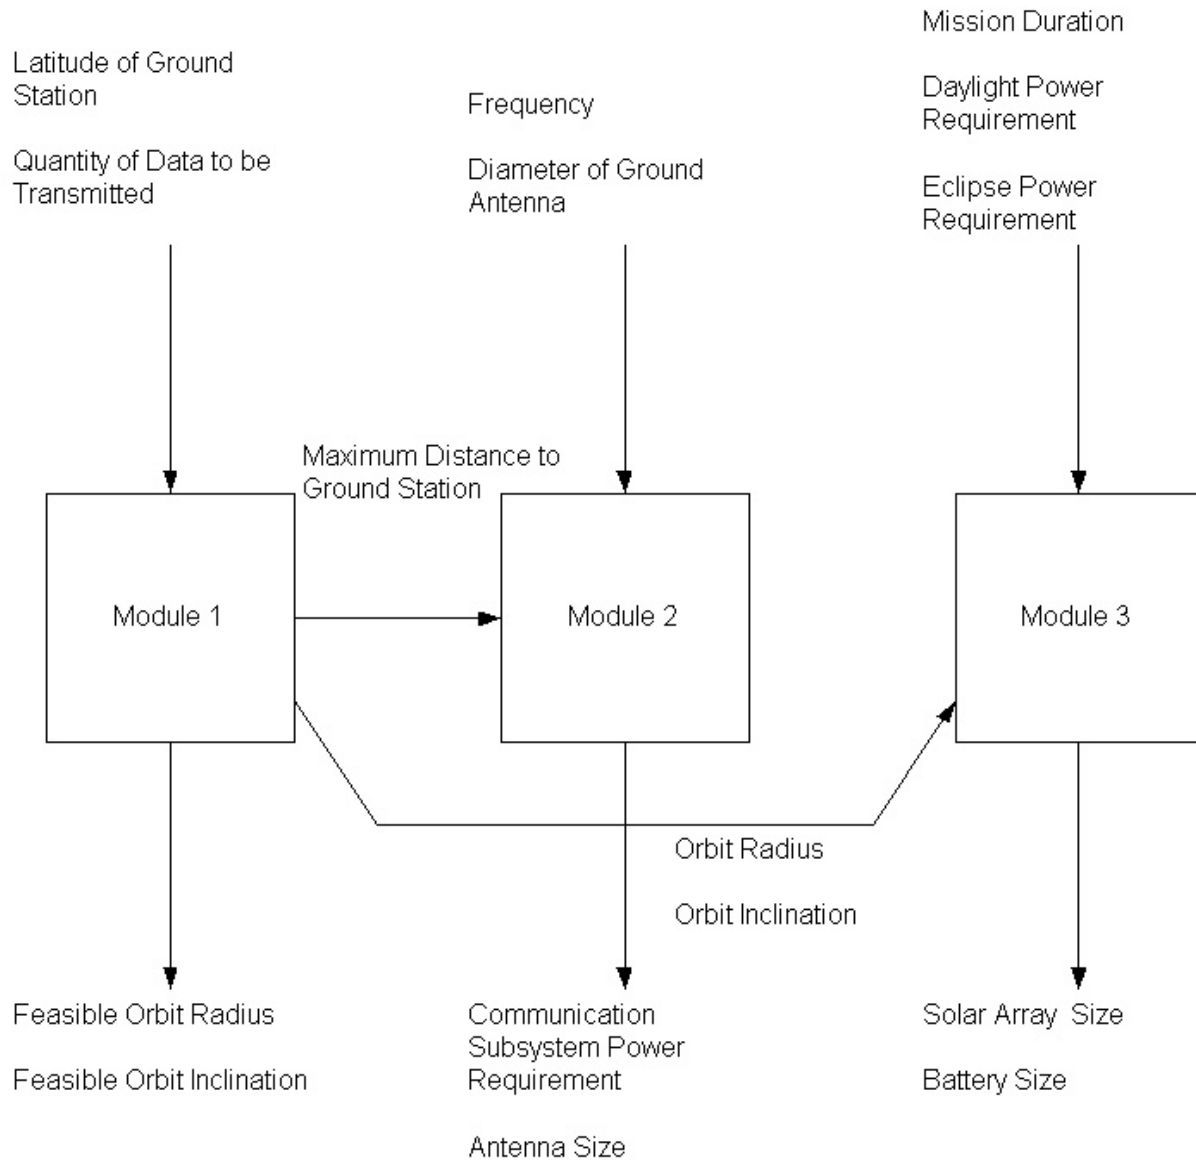 Latitude of Ground
Station
Quantity of Data to be
Transmitted
Frequency
Diameter of Ground
Antenna
Mission Duration
Daylight Power
Requirement
Eclipse Power
Requirement
Maximum Distance to
Ground Station
Module 1
Module 2
Module 3
Orbit Radius
Orbit Inclination
Feasible Orbit Radius
Feasible Orbit Inclination
Communication
Subsystem Power
Requirement
Antenna Size
Solar Array  Size
Battery Size